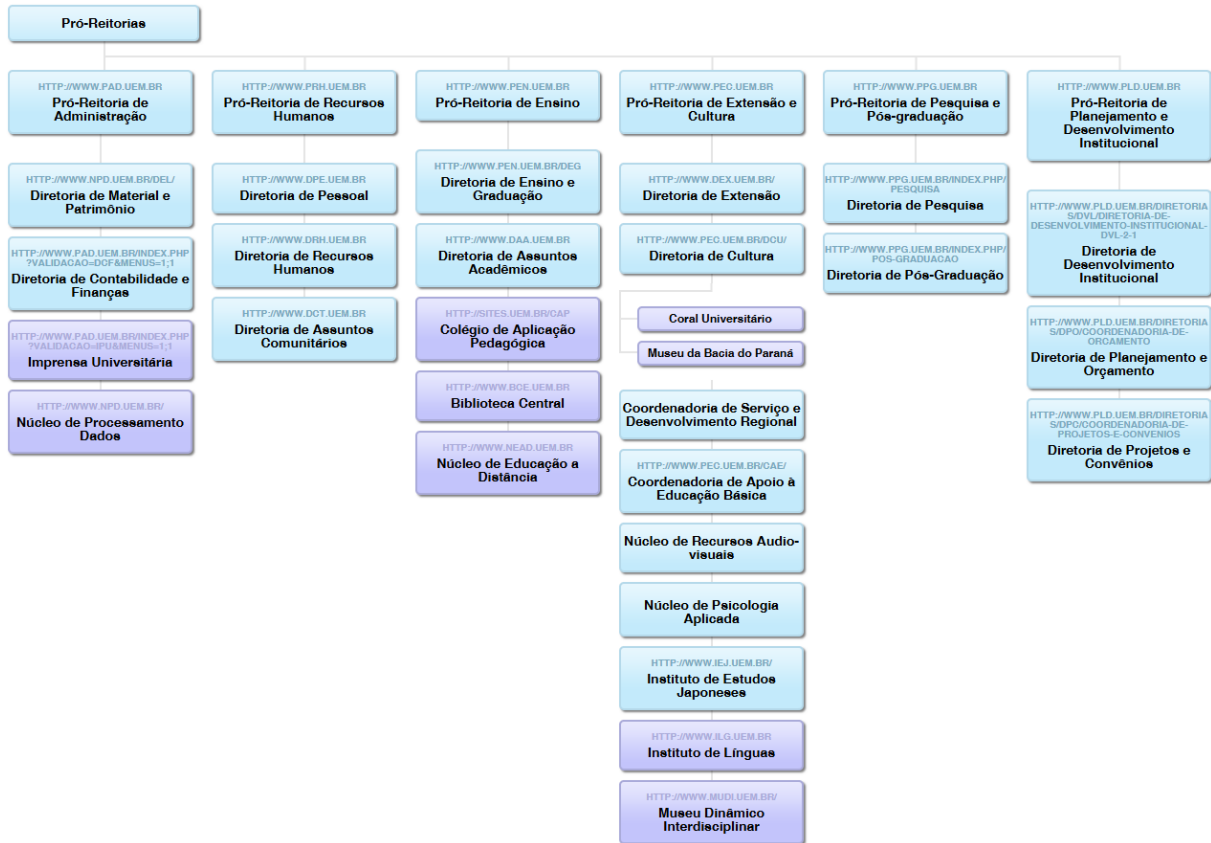 Pró-Reitorias
HTTP://WWW.PAD.UEM.BR
Pró-Reitoria de
Administração
HTTP://WWW.NPD.UEM.BR/DEL/
Diretoria de Material e
Patrimônio
HTTP://WWW.PAD.UEM.BR/INDEX.PHP
?VALIDACAO=DCF&MENUS=1;1
Diretoria de Contabilidade e
Finanças
HTTP://WWW.PAD.UEM.BR/INDEX.PHP
?VALIDACAO=IPU&MENUS=1;1
Imprensa Universitária
HTTP://WWW.NPD.UEM.BR/
Núcleo de Processamento
Dados
HTTP://WWW.PRH.UEM.BR
Pró-Reitoria de Recursos
Humanos
HTTP://WWW.DPE.UEM.BR
Diretoria de Pessoal
HTTP://WWW.DRH.UEM.BR
Diretoria de Recursos
Humanos
HTTP://WWW.DCT.UEM.BR
Diretoria de Assuntos
Comunitários
HTTP://WWW.PEN.UEM.BR
Pró-Reitoria de Ensino
HTTP://WWW.PEN.UEM.BR/DEG
Diretoria de Ensino e
Graduação
HTTP://WWW.DAA.UEM.BR
Diretoria de Assuntos
Acadêmicos
HTTP://SITES.UEM.BR/CAP
Colégio de Aplicação
Pedagógica
HTTP://WWW.BCE.UEM.BR
Biblioteca Central
HTTP://WWW.NEAD.UEM.BR
Núcleo de Educação a
Distância
HTTP://WWW.PEC.UEM.BR
Pró-Reitoria de Extensão e
Cultura
HTTP://WWW.DEX.UEM.BR/
Diretoria de Extensão
HTTP://WWW.PEC.UEM.BR/DCU/
Diretoria de Cultura
Coral Universitário
Museu da Bacia do Paraná
Coordenadoria de Serviço e
Desenvolvimento Regional
HTTP://WWW.PEC.UEM.BR/CAE/
Coordenadoria de Apoio à
Educação Básica
Núcleo de Recursos Audio-
visuais
Núcleo de Psicologia
Aplicada
HTTP://WWW.IEJ.UEM.BR/
Instituto de Estudos
Japoneses
HTTP://WWW.ILG.UEM.BR
Instituto de Línguas
HTTP://WWW.MUDI.UEM.BR/
Museu Dinâmico
Interdisciplinar
HTTP://WWW.PPG.UEM.BR
Pró-Reitoria de Pesquisa e
Pós-graduação
HTTP://WWW.PPG.UEM.BR/INDEX.PHP/
PESQUISA
Diretoria de Pesquisa
HTTP://WWW.PPG.UEM.BR/INDEX.PHP/
POS-GRADUACAO
Diretoria de Pós-Graduação
HTTP://WWW.PLD.UEM.BR
Pró-Reitoria de
Planejamento e
Desenvolvimento
Institucional
HTTP://WWW.PLD.UEM.BR/DIRETORIA
S/DVL/DIRETORIA-DE-
DESENVOLVIMENTO-INSTITUCIONAL-
DVL-2-1
Diretoria de
Desenvolvimento
Institucional
HTTP://WWW.PLD.UEM.BR/DIRETORIA
S/DPO/COORDENADORIA-DE-
ORCAMENTO
Diretoria de Planejamento e
Orçamento
HTTP://WWW.PLD.UEM.BR/DIRETORIA
S/DPC/COORDENADORIA-DE-
PROJETOS-E-CONVENIOS
Diretoria de Projetos e
Convênios